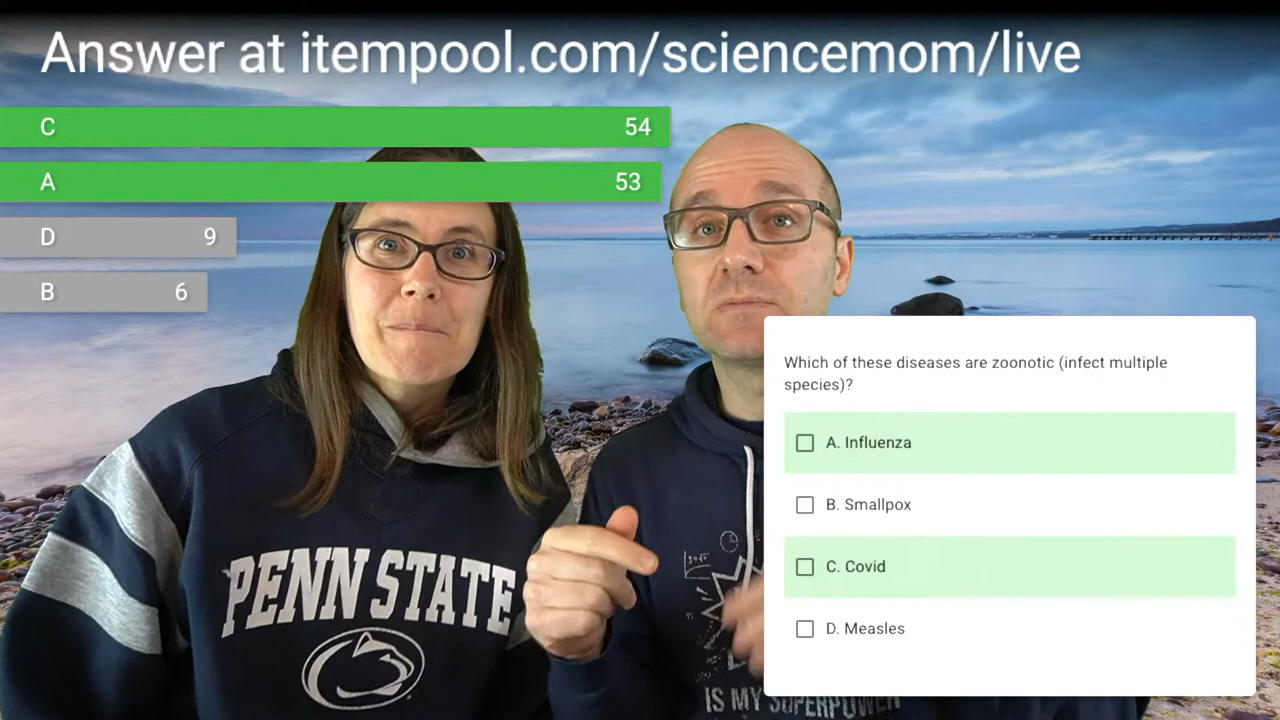 Answer at itempool.com/sciencemom/live
C 54
A 53
D 9
B 6
Which of these diseases are zoonotic (infect multiple
species)?
A. Influenza
B. Smallpox
C. Covid
D. Measles
PENN STATE
IS MY SUPERPOWER